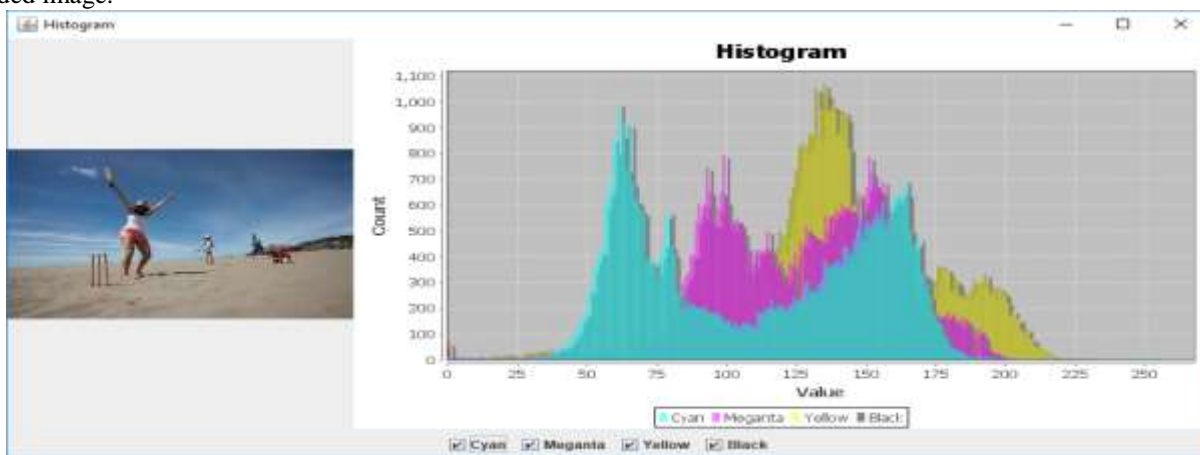 ded image.
Histogram
Histogram
1,100
1,000
900
800
700
600
500
400
300
200
100
0
Count
0 25 50 75 100 125 150 175 200 225 250
Value
Cyan Meganta Yellow Black
Cyan Meganta Yellow Black